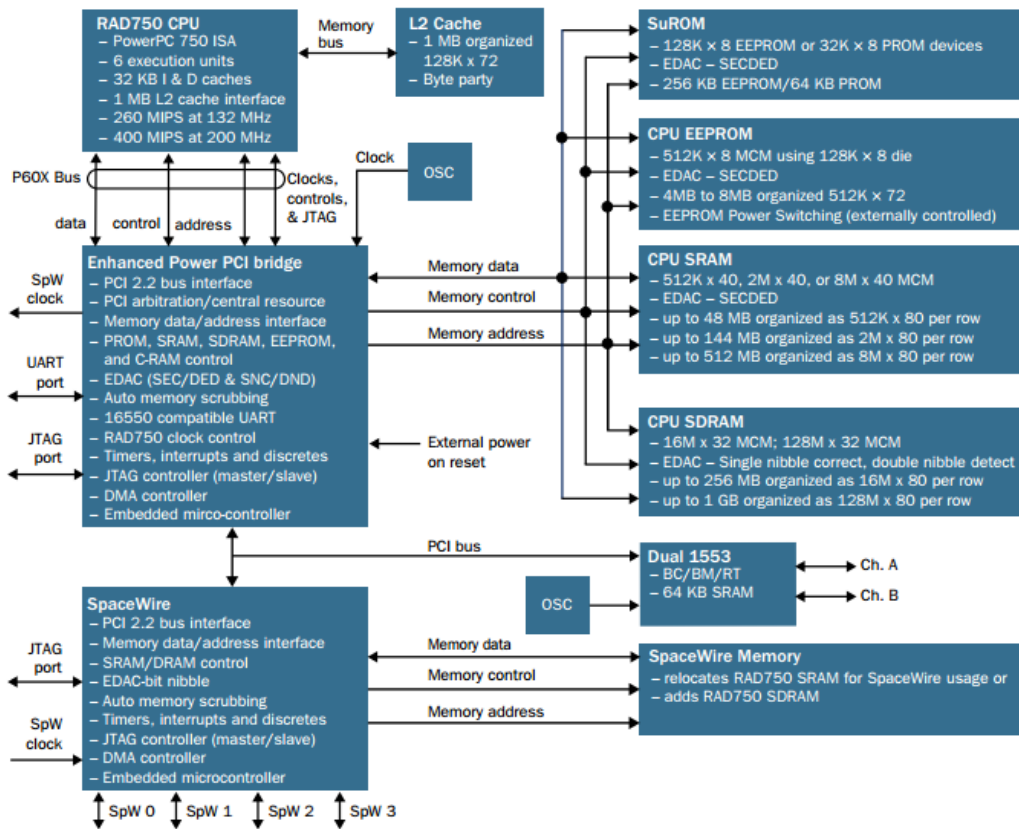 RAD750 CPU
– PowerPC 750 ISA
– 6 execution units
– 32 KB I & D caches
– 1 MB L2 cache interface
– 260 MIPS at 132 MHz
– 400 MIPS at 200 MHz
Memory
bus
L2 Cache
– 1 MB organized
128K x 72
– Byte party
SuROM
– 128K × 8 EEPROM or 32K × 8 PROM devices
– EDAC – SECDED
– 256 KB EEPROM/64 KB PROM
CPU EEPROM
– 512K × 8 MCM using 128K × 8 die
– EDAC – SECDED
– 4MB to 8MB organized 512K × 72
– EEPROM Power Switching (externally controlled)
P60X Bus
data
control
address
Clocks,
controls,
& JTAG
Clock
OSC
Enhanced Power PCI bridge
– PCI 2.2 bus interface
– PCI arbitration/central resource
– Memory data/address interface
– PROM, SRAM, SDRAM, EEPROM,
and C-RAM control
– EDAC (SEC/DED & SNC/DND)
– Auto memory scrubbing
– 16550 compatible UART
– RAD750 clock control
– Timers, interrupts and discretes
– JTAG controller (master/slave)
– DMA controller
– Embedded mirco-controller
SpW
clock
UART
port
JTAG
port
Memory data
Memory control
Memory address
External power
on reset
CPU SRAM
– 512K x 40, 2M x 40, or 8M × 40 MCM
– EDAC – SECDED
– up to 48 MB organized as 512K x 80 per row
– up to 144 MB organized as 2M x 80 per row
– up to 512 MB organized as 8M x 80 per row
CPU SDRAM
– 16M x 32 MCM; 128M x 32 MCM
– EDAC – Single nibble correct, double nibble detect
– up to 256 MB organized as 16M x 80 per row
– up to 1 GB organized as 128M x 80 per row
PCI bus
Dual 1553
– BC/BM/RT
– 64 KB SRAM
Ch. A
Ch. B
OSC
SpaceWire
– PCI 2.2 bus interface
– Memory data/address interface
– SRAM/DRAM control
– EDAC-bit nibble
– Auto memory scrubbing
– Timers, interrupts and discretes
– JTAG controller (master/slave)
– DMA controller
– Embedded microcontroller
JTAG
port
SpW
clock
Memory data
Memory control
Memory address
SpaceWire Memory
– relocates RAD750 SRAM for SpaceWire usage or
– adds RAD750 SDRAM
SpW 0
SpW 1
SpW 2
SpW 3